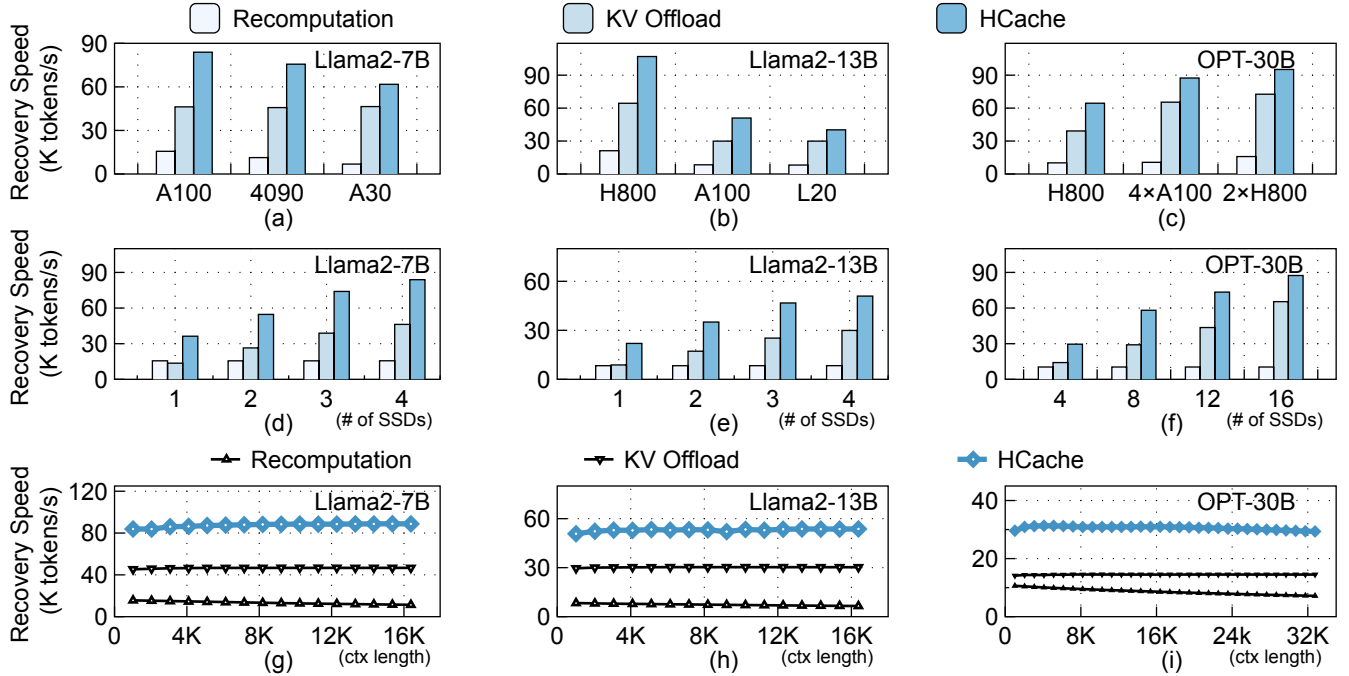 Recomputation KV Offload HCache
Recovery Speed
(K tokens/s)
90
60
30
0
Llama2-7B
A100 4090 A30
(a)
90
60
30
0
Llama2-13B
H800 A100 L20
(b)
90
60
30
0
OPT-30B
H800 4×A100 2×H800
(c)
Recovery Speed
(K tokens/s)
90
60
30
0
Llama2-7B
1 2 3 4
(d) (# of SSDs)
60
30
0
Llama2-13B
1 2 3 4
(e) (# of SSDs)
90
60
30
0
OPT-30B
4 8 12 16
(f) (# of SSDs)
Recomputation KV Offload HCache
Recovery Speed
(K tokens/s)
120
80
40
0
Llama2-7B
0 4K 8K 12K 16K
(g) (ctx length)
60
30
0
Llama2-13B
0 4K 8K 12K 16K
(h) (ctx length)
40
20
0
OPT-30B
0 8K 16K 24k 32K
(i) (ctx length)